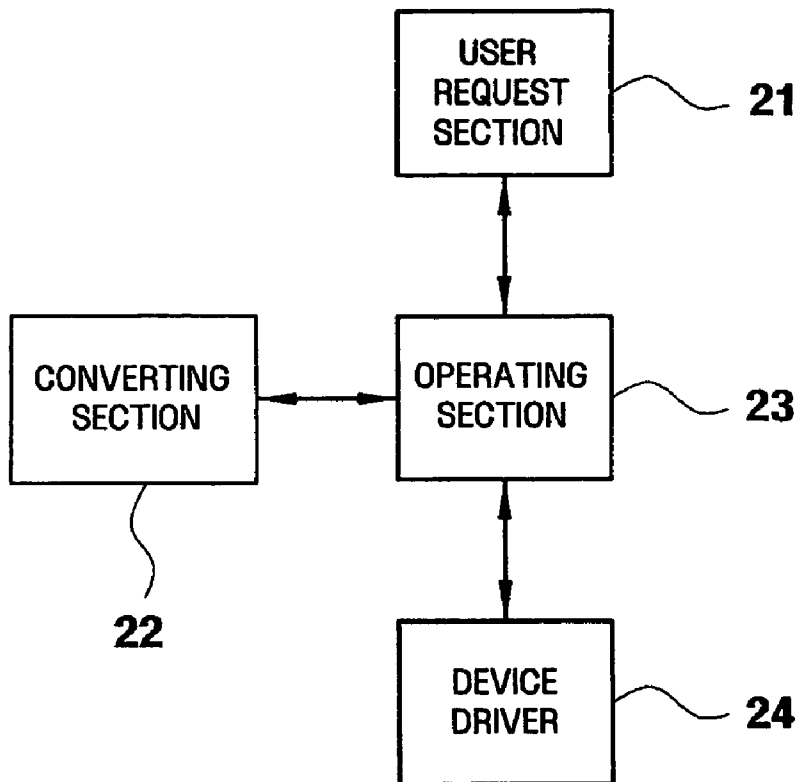 USER
REQUEST
SECTION
21
CONVERTING
SECTION
OPERATING
SECTION
23
22
DEVICE
DRIVER
24